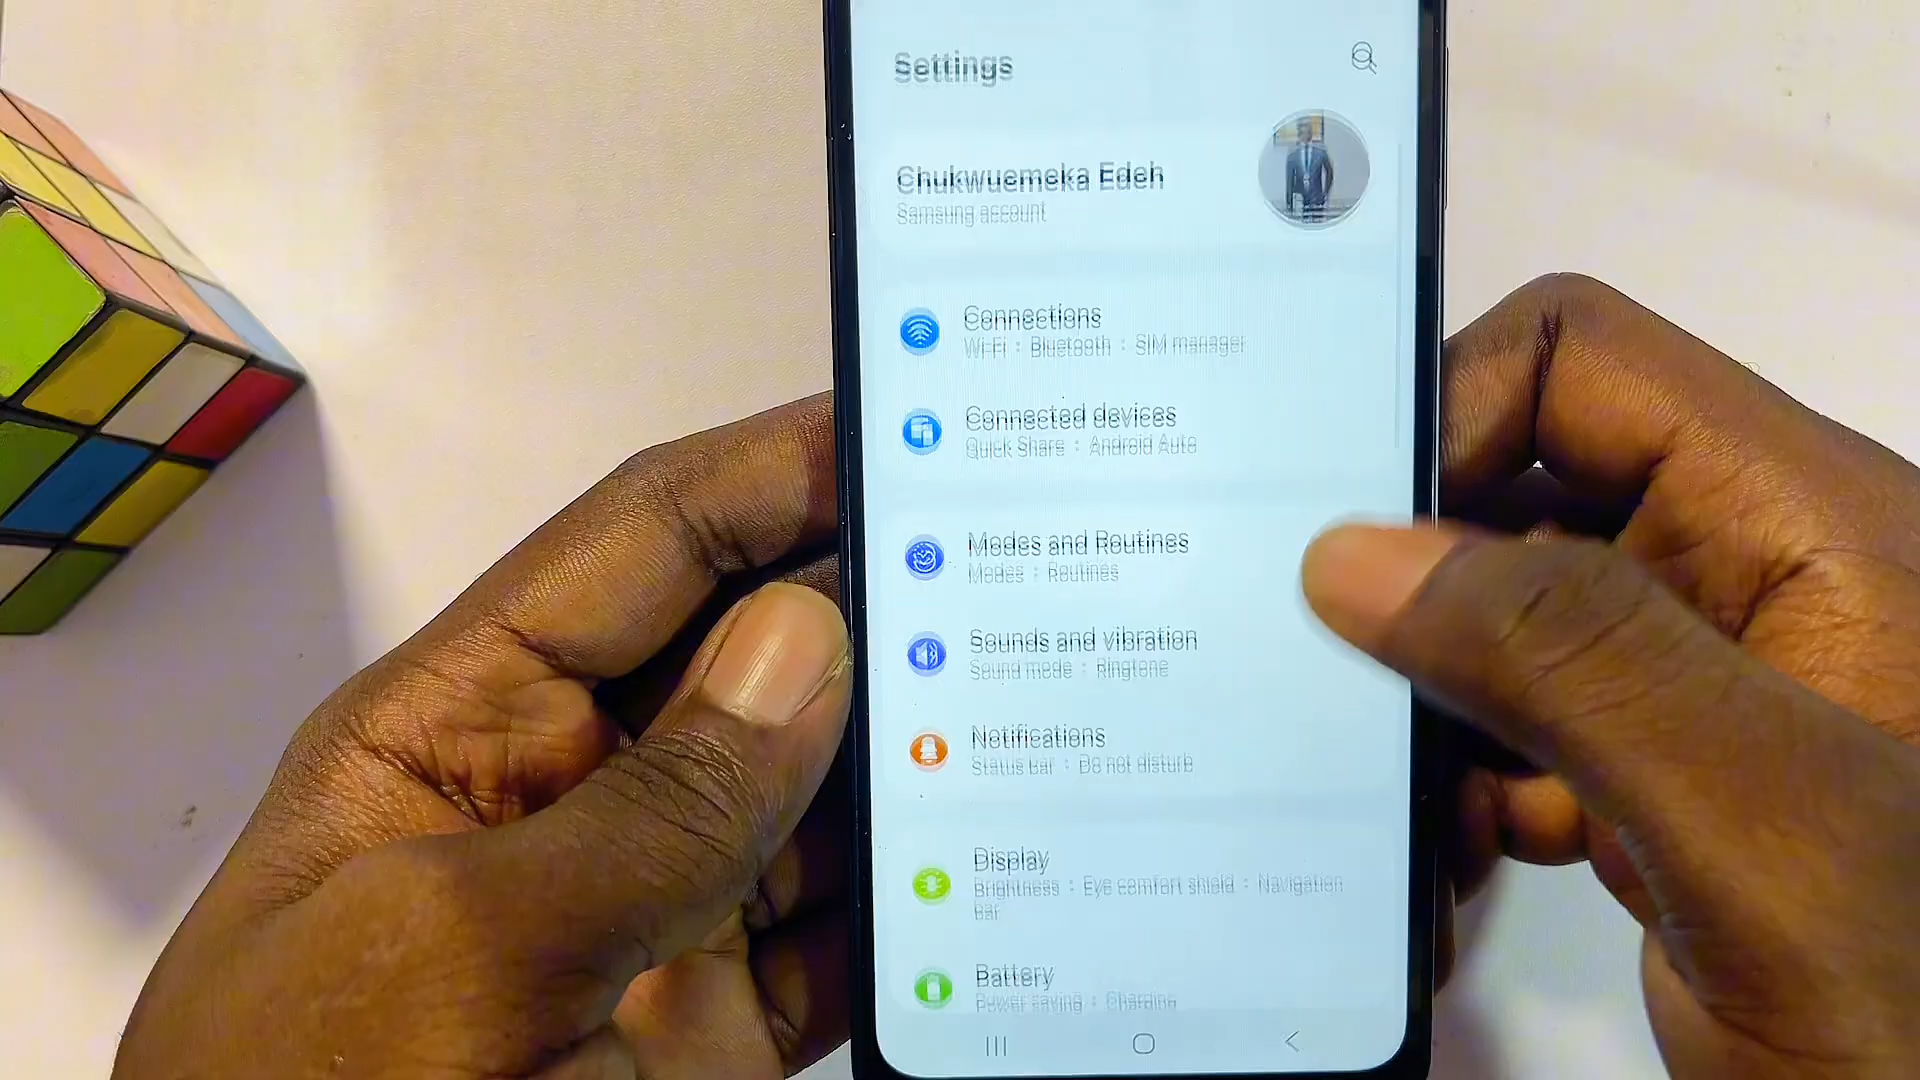 Settings
Chukwuemeka Edeh
Samsung account
Connections
Wi-Fi · Bluetooth · SIM manager
Connected devices
Quick Share · Android Auto
Modes and Routines
Modes · Routines
Sounds and vibration
Sound mode · Ringtone
Notifications
Status bar · Do not disturb
Display
Brightness · Eye comfort shield · Navigation
bar
Battery
Power saving · Charging